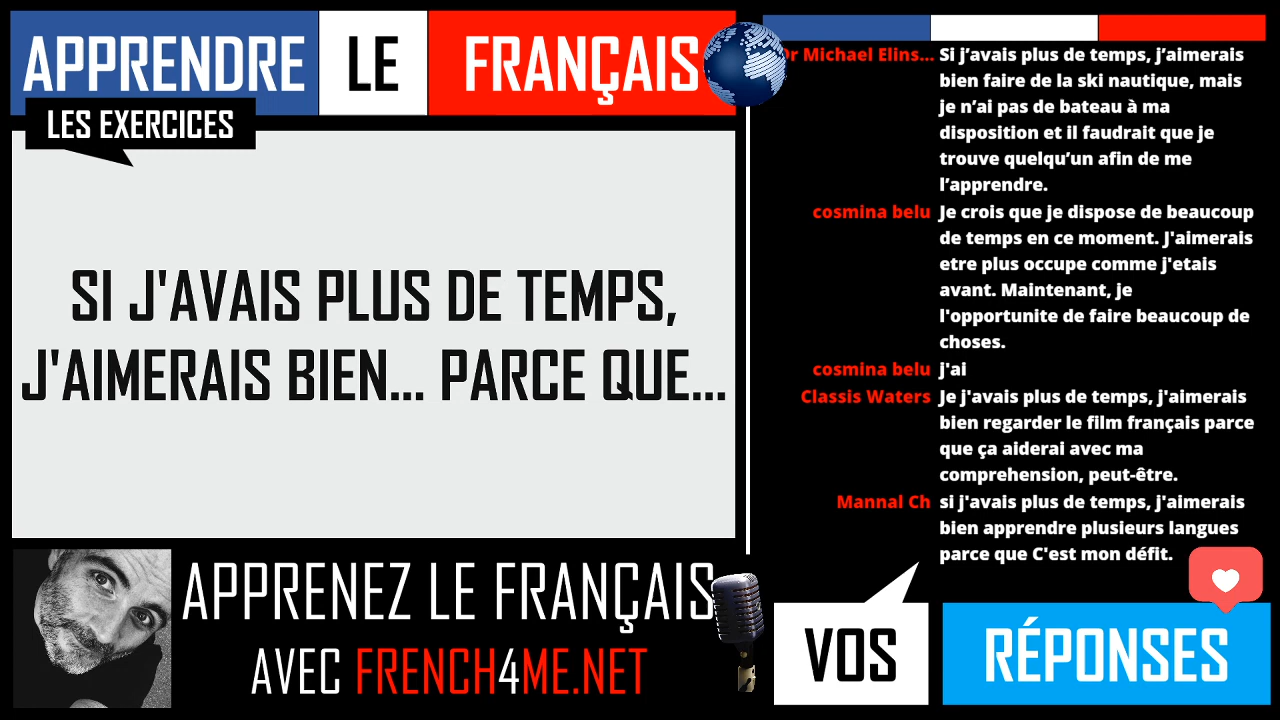 APPRENDRE LE FRANÇAIS
LES EXERCICES
SI J'AVAIS PLUS DE TEMPS,
J'AIMERAIS BIEN... PARCE QUE...
APPRENEZ LE FRANÇAIS
AVEC FRENCH4ME.NET
Dr Michael Elins... Si j’avais plus de temps, j’aimerais
bien faire de la ski nautique, mais
je n’ai pas de bateau à ma
disposition et il faudrait que je
trouve quelqu’un afin de me
l’apprendre.
cosmina belu Je crois que je dispose de beaucoup
de temps en ce moment. J'aimerais
etre plus occupe comme j'etais
avant. Maintenant, je
l'opportunite de faire beaucoup de
choses.
cosmina belu j'ai
Classis Waters Je j'avais plus de temps, j'aimerais
bien regarder le film français parce
que ça aiderai avec ma
comprehension, peut-être.
Mannal Ch si j'avais plus de temps, j'aimerais
bien apprendre plusieurs langues
parce que C'est mon défit.
VOS RÉPONSES